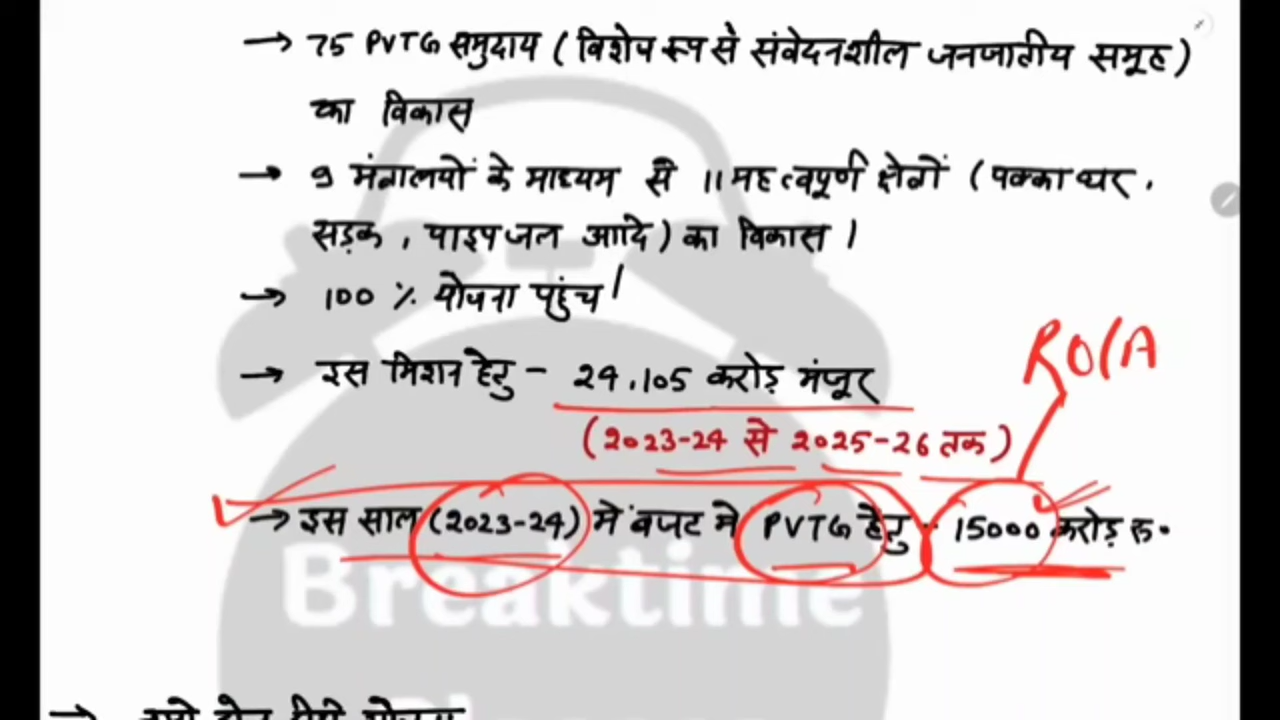 → 75 PVTG समुदाय (विशेष रूप से संवेदनशील जनजातीय समूह)
का विकास
→ 9 मंत्रालयों के माध्यम से 11 महत्वपूर्ण क्षेत्रों (पक्का घर,
सड़क, पाइप जल आदि) का विकास।
→ 100% योजना पहुंच।
→ इस मिशन हेतु - 24,105 करोड़ मंजूर
RO/A
(2023-24 से 2025-26 तक)
→ इस साल (2023-24) में बजट मे PVTG हेतु - 15000 करोड़ रु.
Breaktime